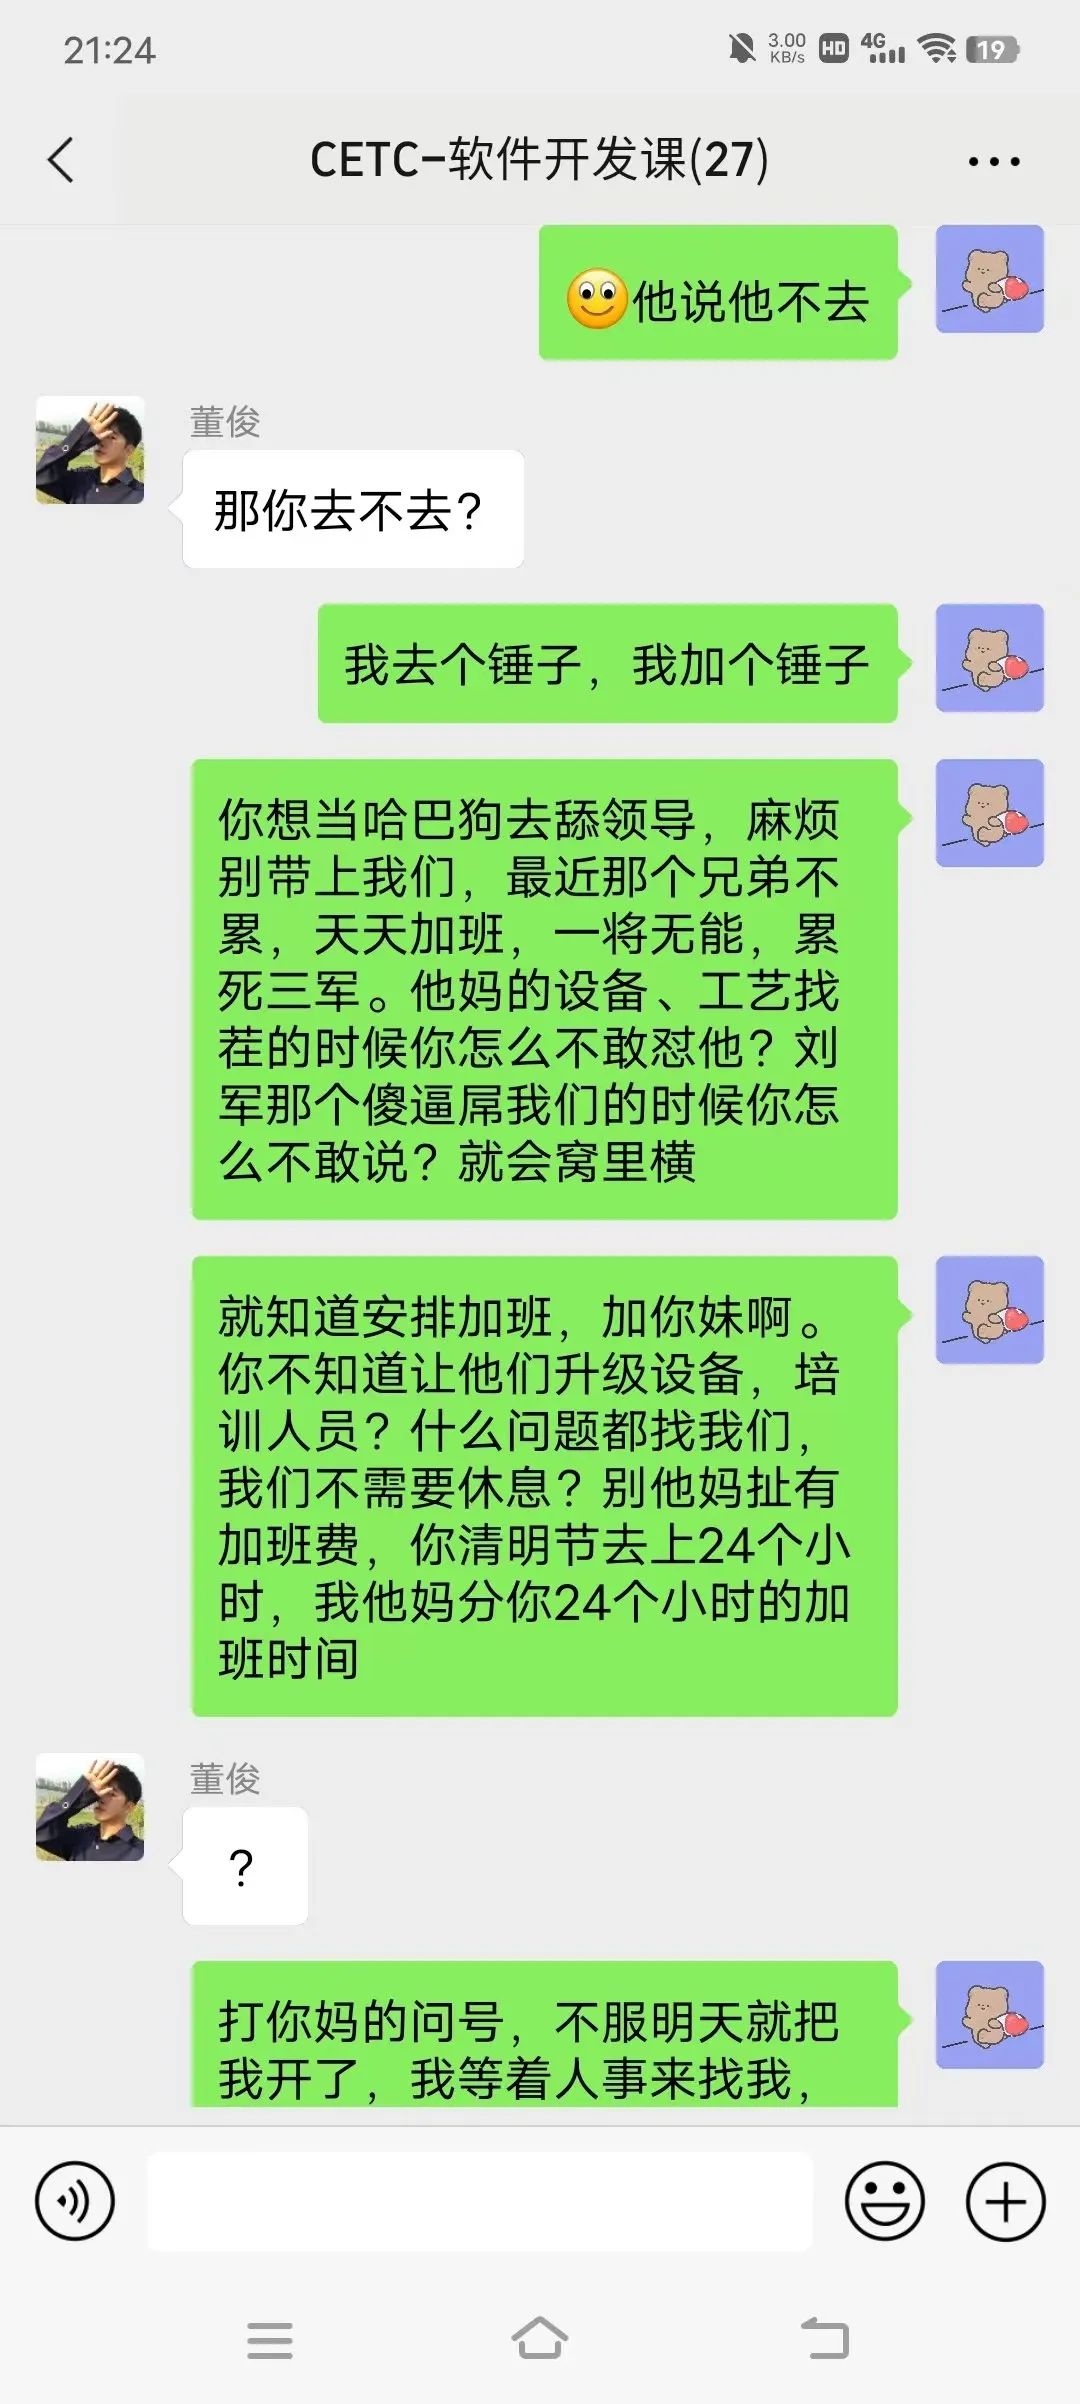 21:24
3.00
KB/s
HD
4G
19
CETC-软件开发课(27)
他说他不去
董俊
那你去不去?
我去个锤子，我加个锤子
你想当哈巴狗去舔领导，麻烦
别带上我们，最近那个兄弟不
累，天天加班，一将无能，累
死三军。他妈的设备、工艺找
茬的时候你怎么不敢怼他？刘
军那个傻逼屌我们的时候你怎
么不敢说？就会窝里横
就知道安排加班，加你妹啊。
你不知道让他们升级设备，培
训人员？什么问题都找我们，
我们不需要休息？别他妈扯有
加班费，你清明节去上24个小
时，我他妈分你24个小时的加
班时间
董俊
?
打你妈的问号，不服明天就把
我开了，我等着人事来找我，